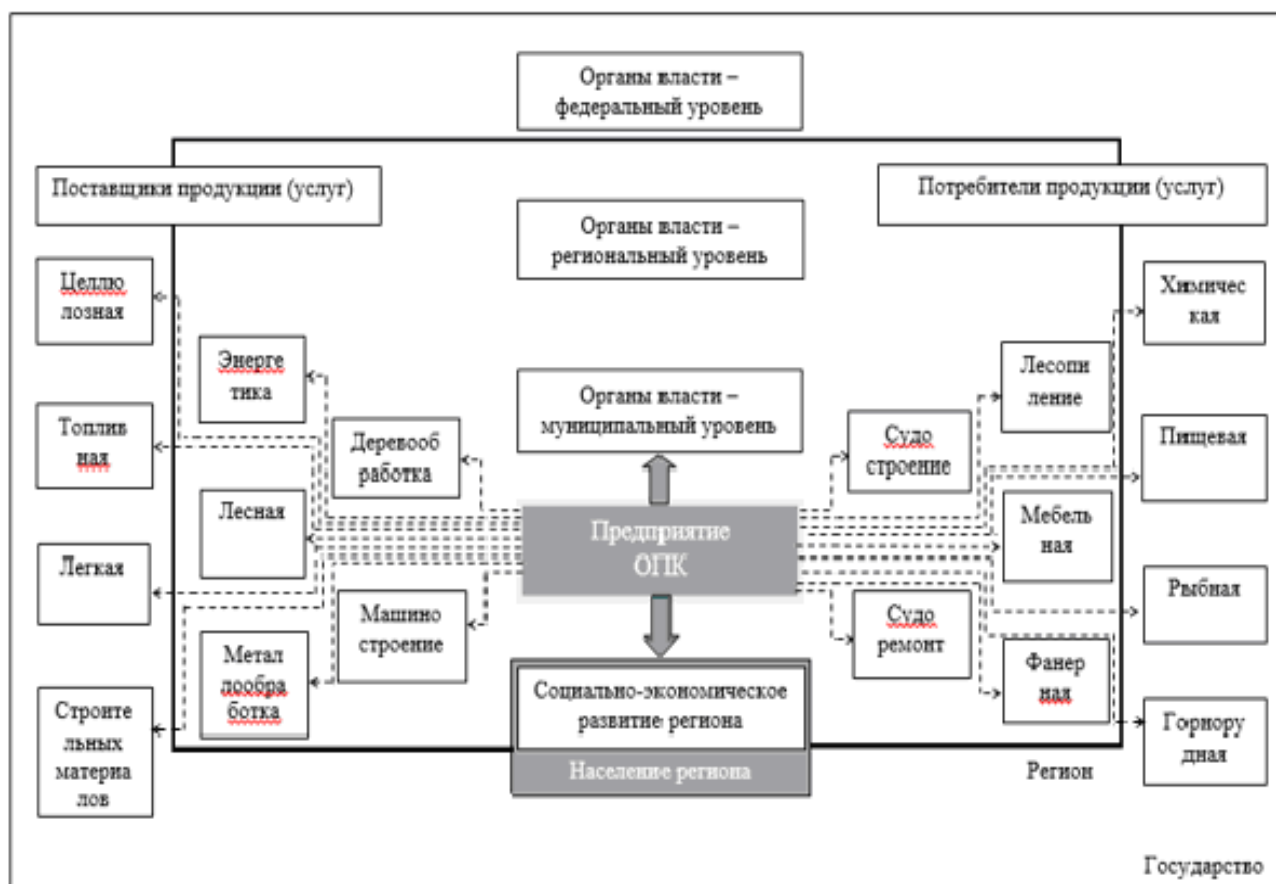 Органы власти –
федеральный уровень
Поставщики продукции (услуг)
Потребители продукции (услуг)
Органы власти –
региональный уровень
Целлю
лозная
Химичес
кая
Энерге
тика
Лесопи
ление
Органы власти –
муниципальный уровень
Топлив
ная
Деревооб
работка
Судо
строение
Пищевая
Лесная
Предприятие
ОПК
Мебель
ная
Легкая
Машино
строение
Судо
ремонт
Рыбная
Метал
лообра
ботка
Фанер
ная
Социально-экономическое
развитие региона
Строите
льных
материа
лов
Горнору
дная
Население региона
Регион
Государство